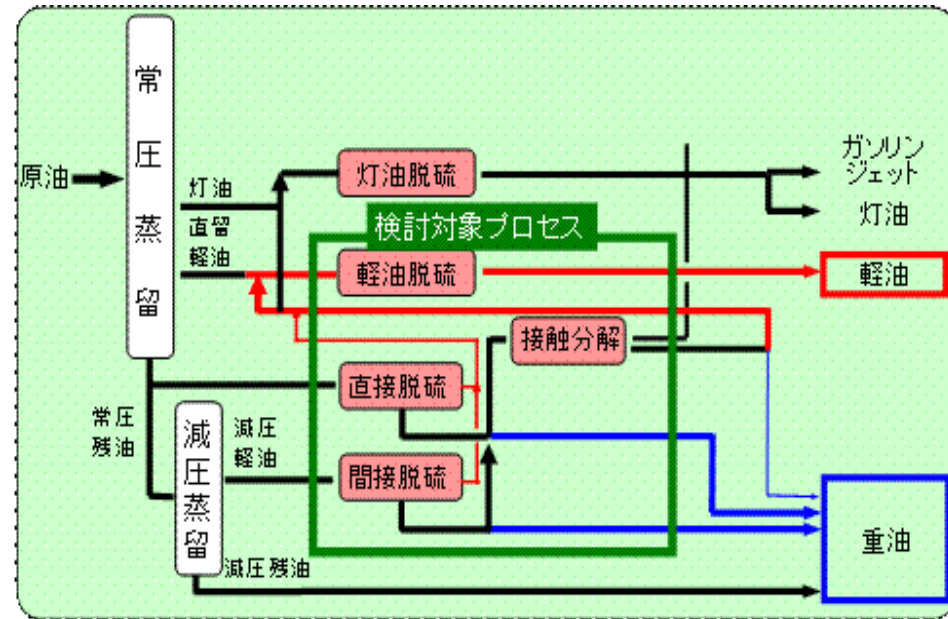 常圧蒸留
原油
灯油
直留
軽油
灯油脱硫
ガソリン
ジェット
灯油
検討対象プロセス
軽油脱硫
軽油
接触分解
常圧
残油
直接脱硫
減圧蒸留
減圧
軽油
間接脱硫
重油
減圧残油